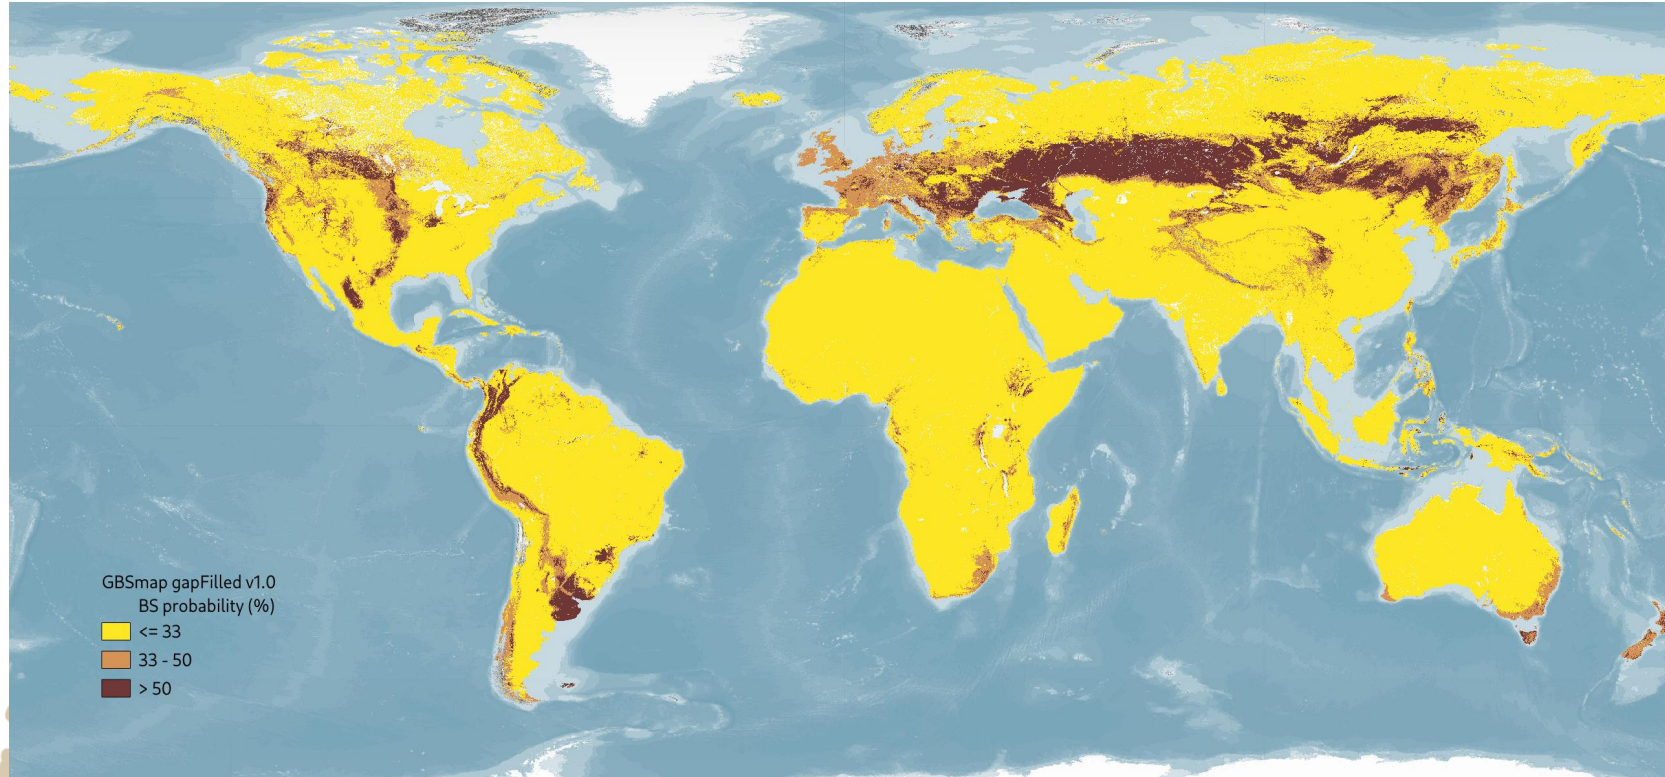 GBSmap gapFilled v1.0
BS probability (%)
<= 33
33 - 50
> 50